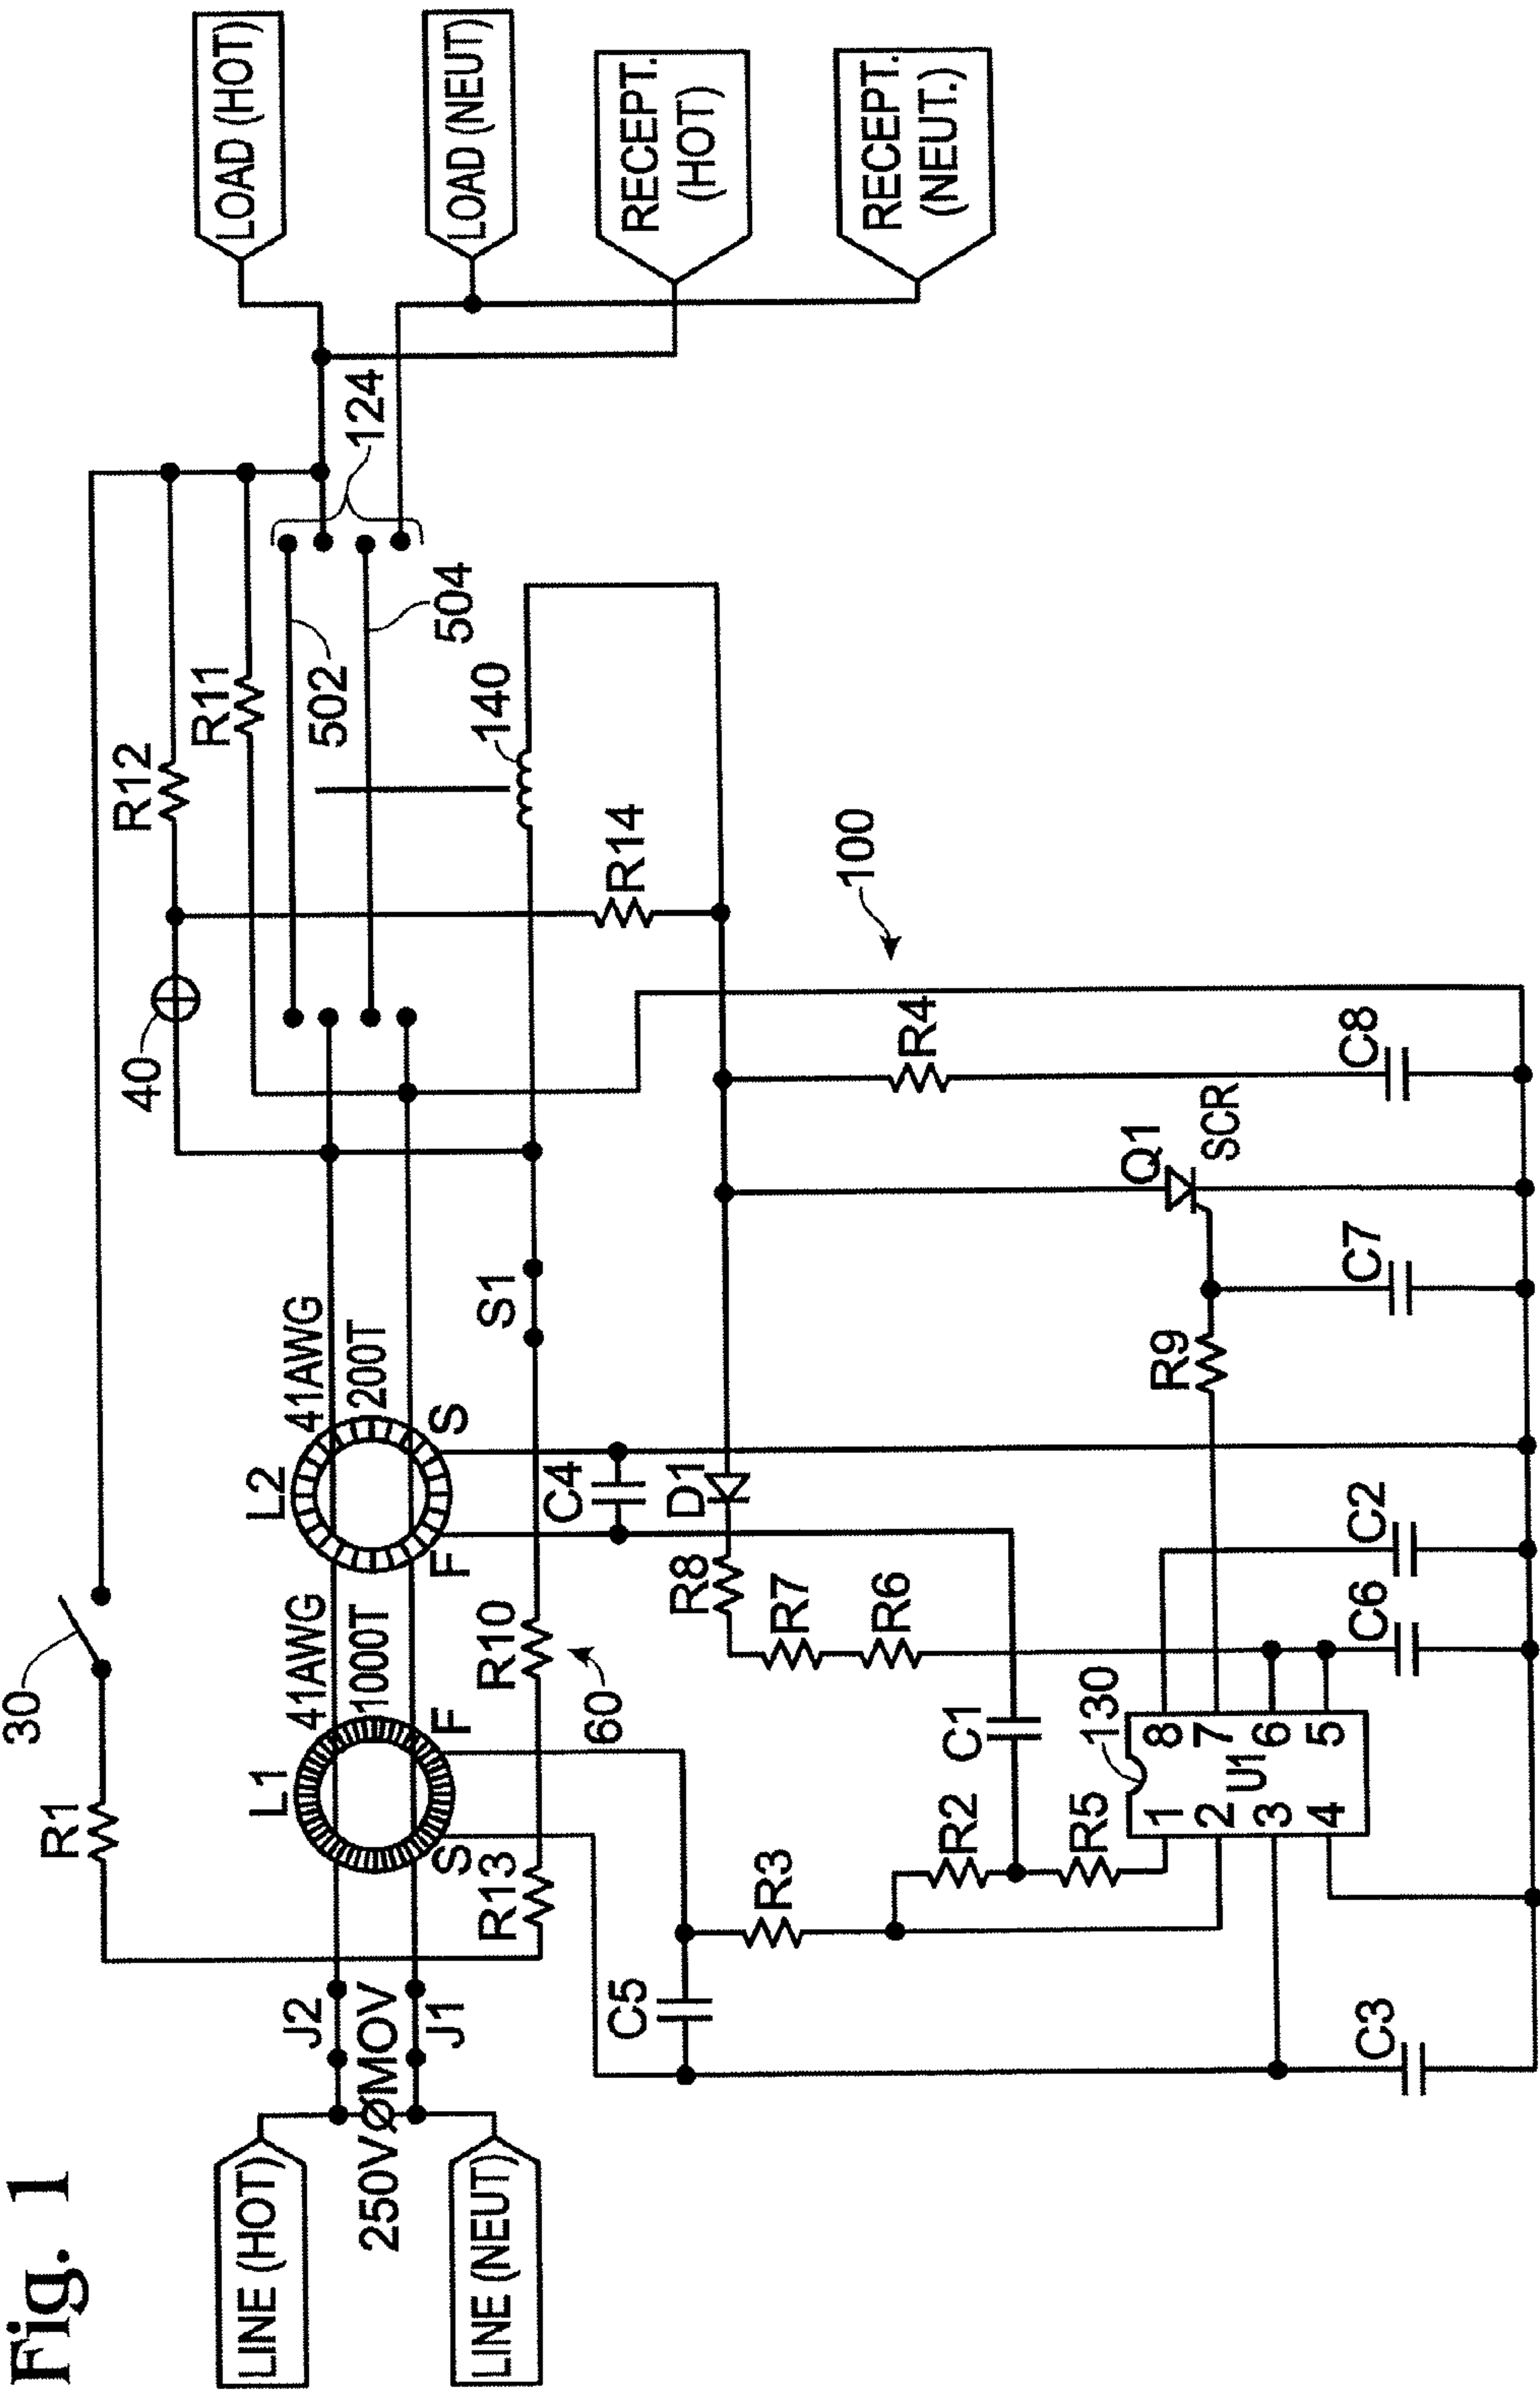 Fig. 1
30
R1
LINE (HOT)
250V MOV
LINE (NEUT)
J2
J1
L1
41AWG
1000T
S
F
L2
41AWG
200T
F
S
R13
R10
60
S1
40
R12
R11
502
504
124
140
R14
LOAD (HOT)
LOAD (NEUT)
RECEPT.
(HOT)
RECEPT.
(NEUT.)
C5
R3
C4
D1
R8
R7
R6
R2
C1
R5
130
1
2
3
4
U1
8
7
6
5
R9
Q1
SCR
R4
100
C3
C6
C2
C7
C8